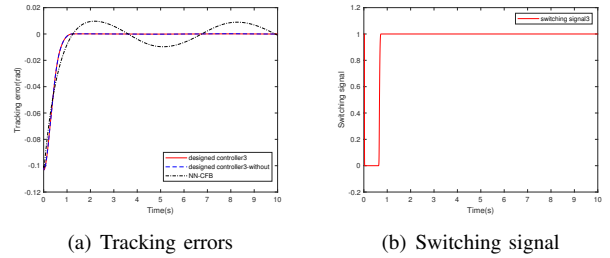 0.02
0
-0.02
-0.04
-0.06
-0.08
-0.1
-0.12
Tracking error(rad)
designed controller3
designed controller3-without
NN-CFB
0 1 2 3 4 5 6 7 8 9 10
Time(s)
(a) Tracking errors
1.2
1
0.8
0.6
0.4
0.2
0
-0.2
Switching signal
switching signal3
0 1 2 3 4 5 6 7 8 9 10
Time(s)
(b) Switching signal